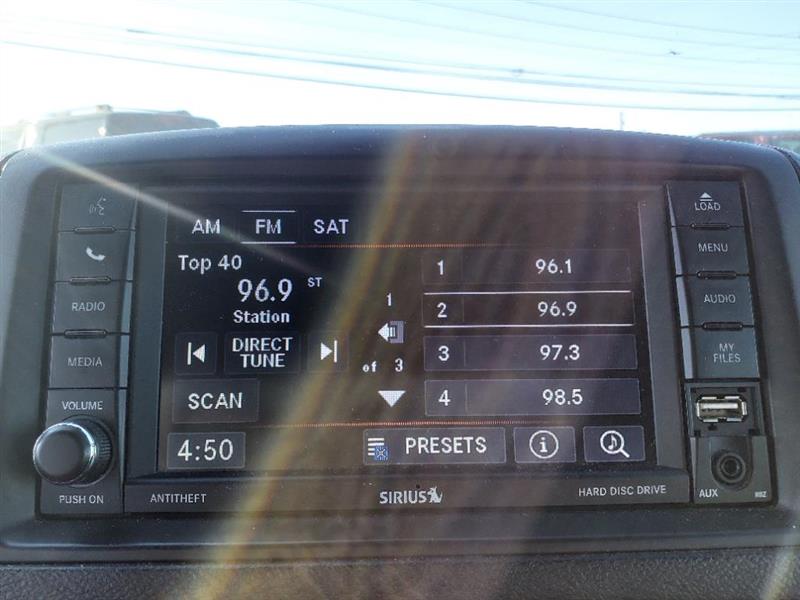 AM FM SAT
Top 40
96.9 ST
Station
DIRECT
TUNE
SCAN
4:50
1
of 3
1 96.1
2 96.9
3 97.3
4 98.5
PRESETS
i
RADIO
MEDIA
VOLUME
PUSH ON
LOAD
MENU
AUDIO
MY
FILES
AUX
ANTITHEFT
SIRIUS
HARD DISC DRIVE